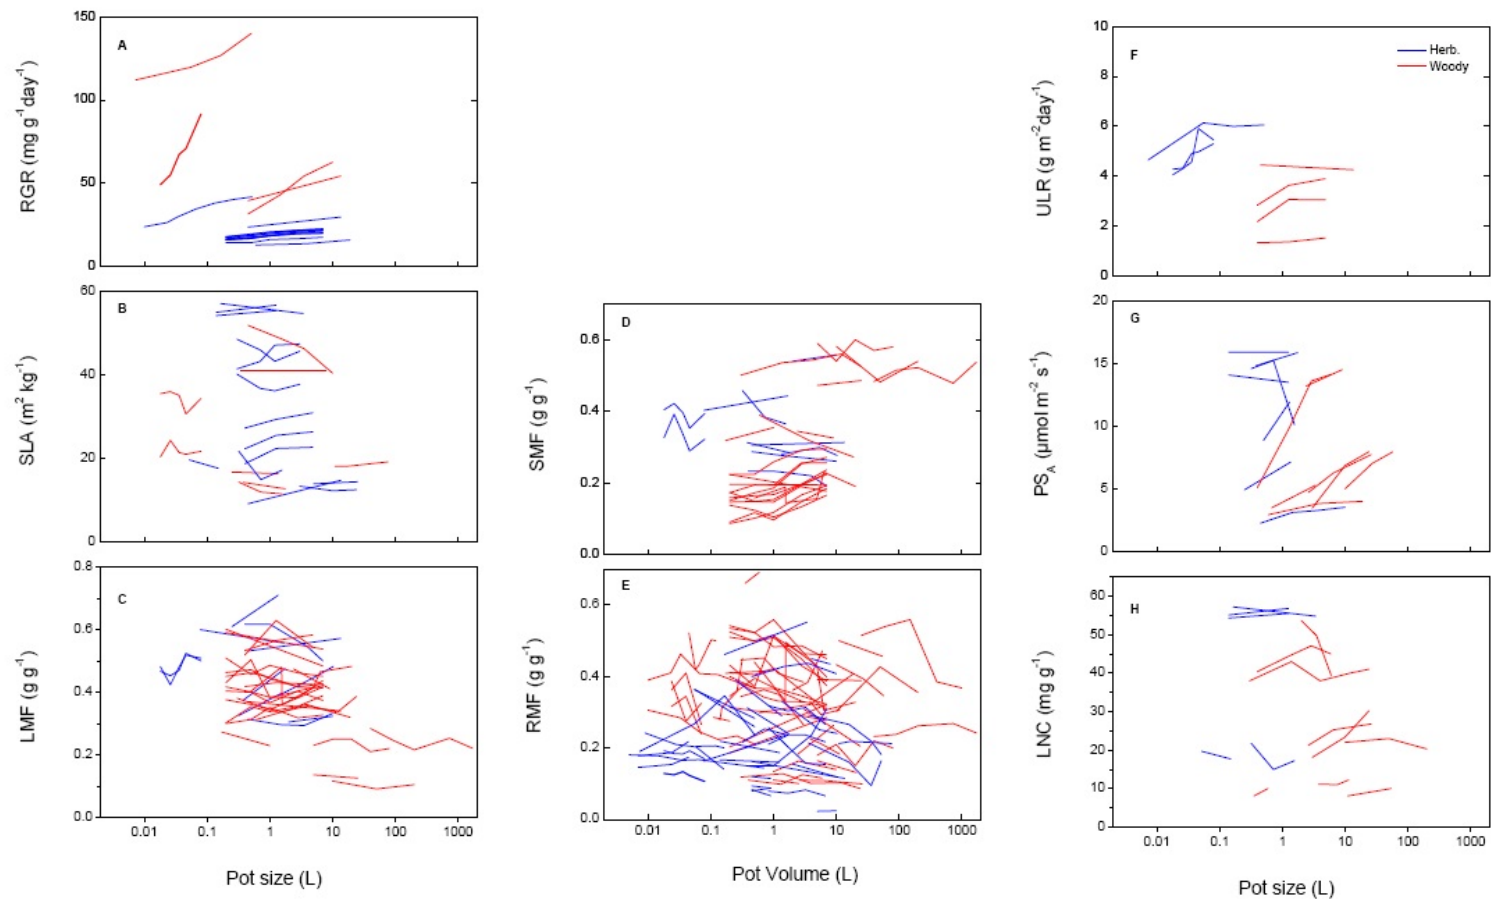 150
100
50
0
RGR (mg g⁻¹day⁻¹)
A
60
40
20
0
SLA (m² kg⁻¹)
B
0.8
0.6
0.4
0.2
0.0
LMF (g g⁻¹)
C
0.01 0.1 1 10 100 1000
Pot size (L)
0.6
0.4
0.2
0.0
SMF (g g⁻¹)
D
0.6
0.4
0.2
0.0
RMF (g g⁻¹)
E
0.01 0.1 1 10 100 1000
Pot Volume (L)
10
8
6
4
2
0
ULR (g m⁻²day⁻¹)
F
Herb.
Woody
20
15
10
5
0
PS_A (µmol m⁻² s⁻¹)
G
60
50
40
30
20
10
0
LNC (mg g⁻¹)
H
0.01 0.1 1 10 100 1000
Pot size (L)